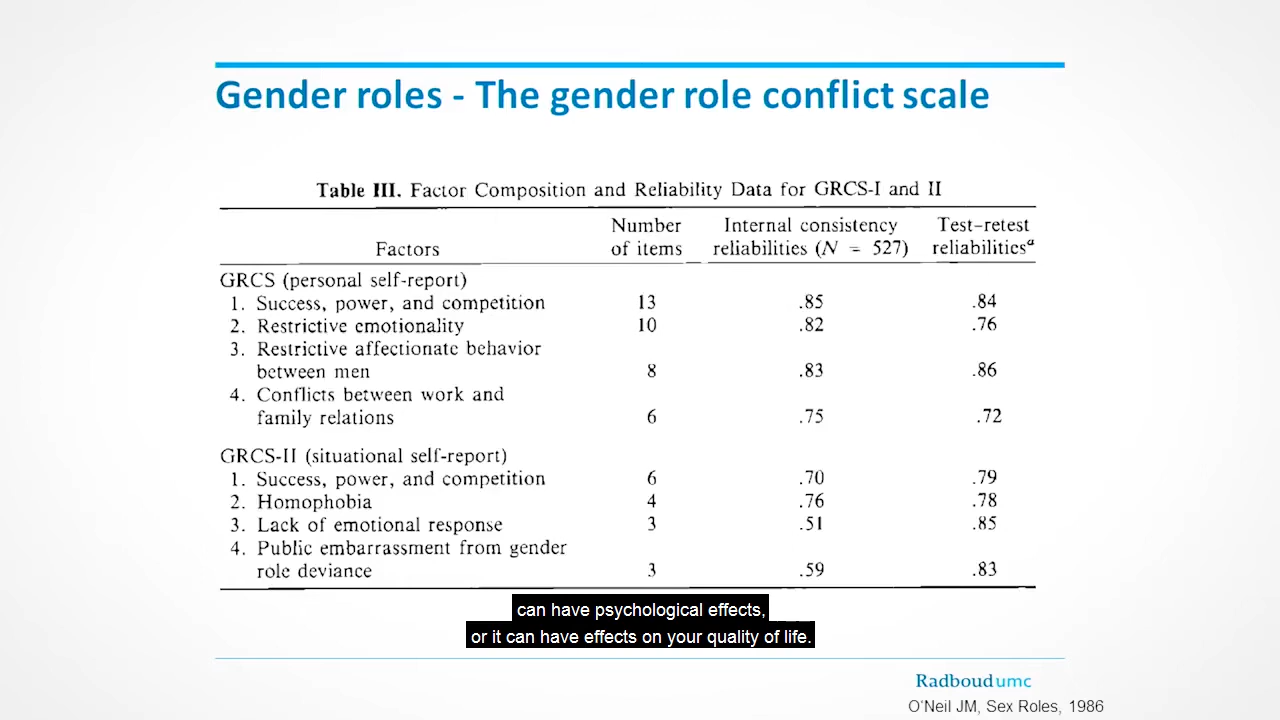 Gender roles - The gender role conflict scale
Table III. Factor Composition and Reliability Data for GRCS-I and II
Factors Number of items Internal consistency reliabilities (N = 527) Test-retest reliabilitiesᵃ
GRCS (personal self-report)
1. Success, power, and competition 13 .85 .84
2. Restrictive emotionality 10 .82 .76
3. Restrictive affectionate behavior
between men 8 .83 .86
4. Conflicts between work and
family relations 6 .75 .72
GRCS-II (situational self-report)
1. Success, power, and competition 6 .70 .79
2. Homophobia 4 .76 .78
3. Lack of emotional response 3 .51 .85
4. Public embarrassment from gender
role deviance 3 .59 .83
can have psychological effects,
or it can have effects on your quality of life.
Radboudumc
O'Neil JM, Sex Roles, 1986